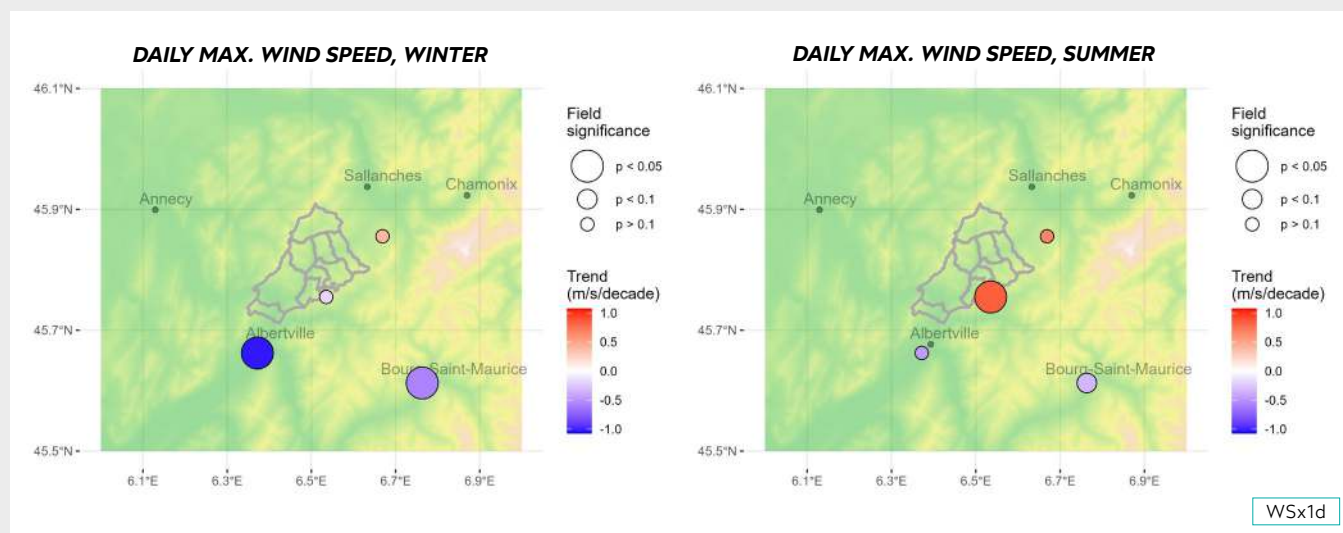 DAILY MAX. WIND SPEED, WINTER
46.1°N
45.9°N
45.7°N
45.5°N
6.1°E
6.3°E
6.5°E
6.7°E
6.9°E
Annecy
Sallanches
Chamonix
Albertville
Bourg-Saint-Maurice
Field
significance
p < 0.05
p < 0.1
p > 0.1
Trend
(m/s/decade)
1.0
0.5
0.0
-0.5
-1.0
DAILY MAX. WIND SPEED, SUMMER
46.1°N
45.9°N
45.7°N
45.5°N
6.1°E
6.3°E
6.5°E
6.7°E
6.9°E
Annecy
Sallanches
Chamonix
Albertville
Bourg-Saint-Maurice
Field
significance
p < 0.05
p < 0.1
p > 0.1
Trend
(m/s/decade)
1.0
0.5
0.0
-0.5
-1.0
WSx1d